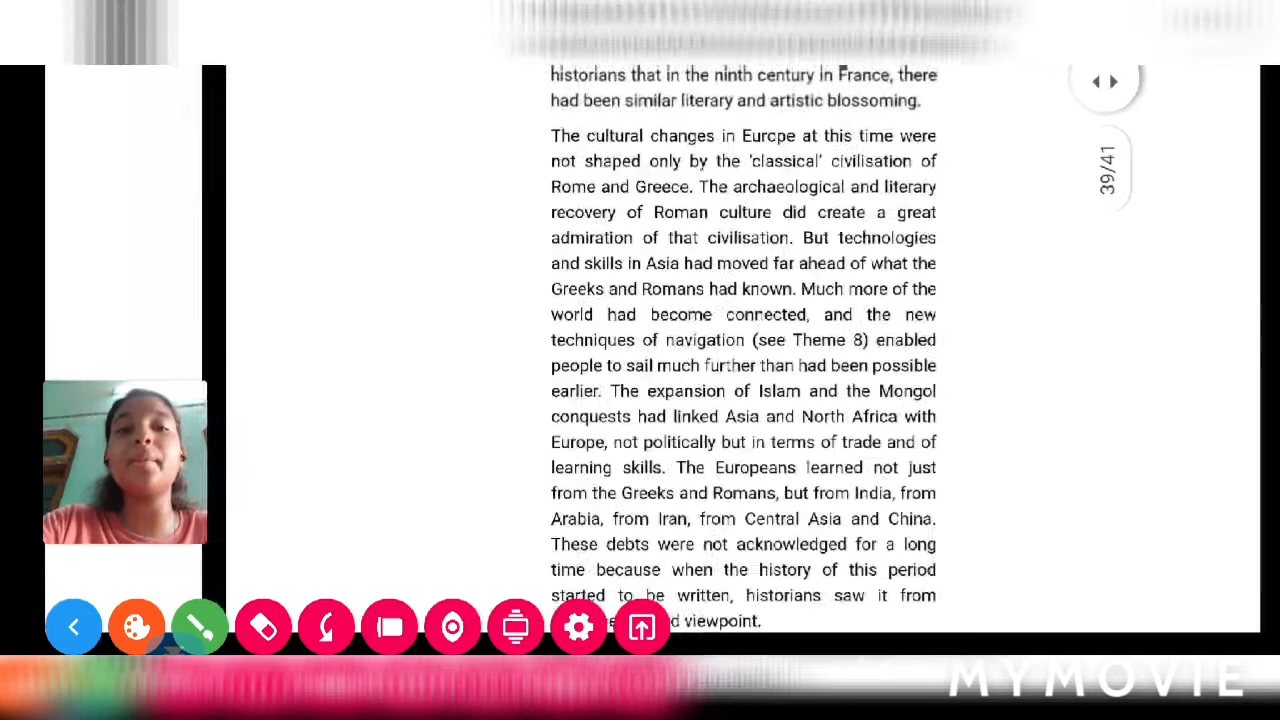 historians that in the ninth century in France, there
had been similar literary and artistic blossoming.
The cultural changes in Europe at this time were
not shaped only by the ‘classical’ civilisation of
Rome and Greece. The archaeological and literary
recovery of Roman culture did create a great
admiration of that civilisation. But technologies
and skills in Asia had moved far ahead of what the
Greeks and Romans had known. Much more of the
world had become connected, and the new
techniques of navigation (see Theme 8) enabled
people to sail much further than had been possible
earlier. The expansion of Islam and the Mongol
conquests had linked Asia and North Africa with
Europe, not politically but in terms of trade and of
learning skills. The Europeans learned not just
from the Greeks and Romans, but from India, from
Arabia, from Iran, from Central Asia and China.
These debts were not acknowledged for a long
time because when the history of this period
started to be written, historians saw it from
viewpoint.
39/41
MYMOVIE